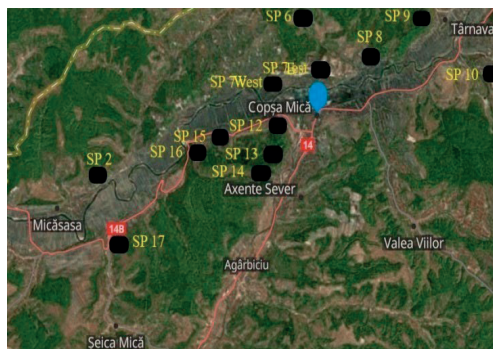 SP 6
SP 9
Târnava
SP 8
SP 7 East
SP 7 West
SP 10
Copșa Mică
SP 12
SP 15
14
SP 16
SP 13
SP 14
SP 2
Axente Sever
Micăsasa
14B
SP 17
Valea Viilor
Agârbiciu
Șeica Mică